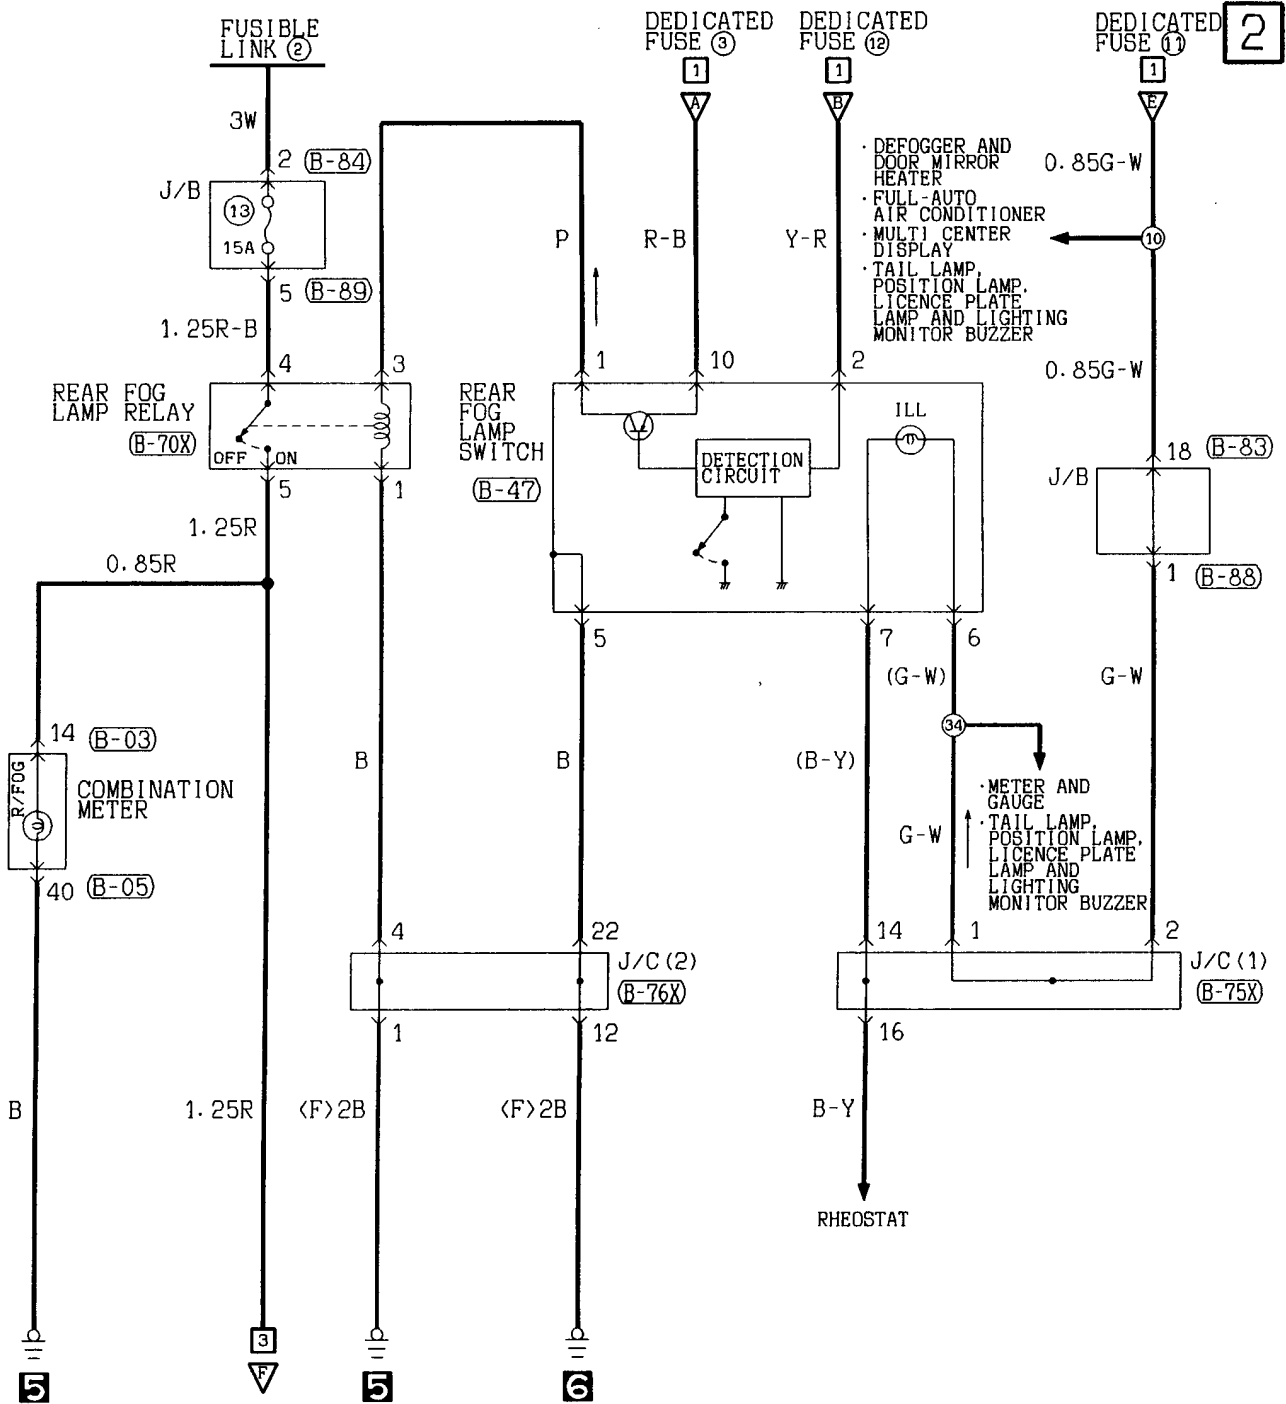 FUSIBLE
LINK ②
DEDICATED
FUSE ③
DEDICATED
FUSE ⑫
DEDICATED
FUSE ⑪
2
1
1
1
A
B
E
3W
2 (B-84)
J/B
⑬
15A
5 (B-89)
1.25R-B
P
R-B
Y-R
· DEFOGGER AND
DOOR MIRROR
HEATER
· FULL-AUTO
AIR CONDITIONER
· MULTI CENTER
DISPLAY
· TAIL LAMP,
POSITION LAMP,
LICENCE PLATE
LAMP AND LIGHTING
MONITOR BUZZER
0.85G-W
⑩
0.85G-W
4
3
1
10
2
REAR FOG
LAMP RELAY
(B-70X)
OFF
ON
5
1
REAR
FOG
LAMP
SWITCH
(B-47)
DETECTION
CIRCUIT
ILL
18 (B-83)
J/B
1 (B-88)
1.25R
0.85R
5
7
6
(G-W)
㉞
G-W
14 (B-03)
R/FOG
COMBINATION
METER
40 (B-05)
B
B
(B-Y)
G-W
· METER AND
GAUGE
· TAIL LAMP,
POSITION LAMP,
LICENCE PLATE
LAMP AND
LIGHTING
MONITOR BUZZER
4
22
J/C(2)
(B-76X)
1
12
14
1
2
J/C(1)
(B-75X)
16
B
1.25R
<F>2B
<F>2B
B-Y
RHEOSTAT
3
F
5
5
6